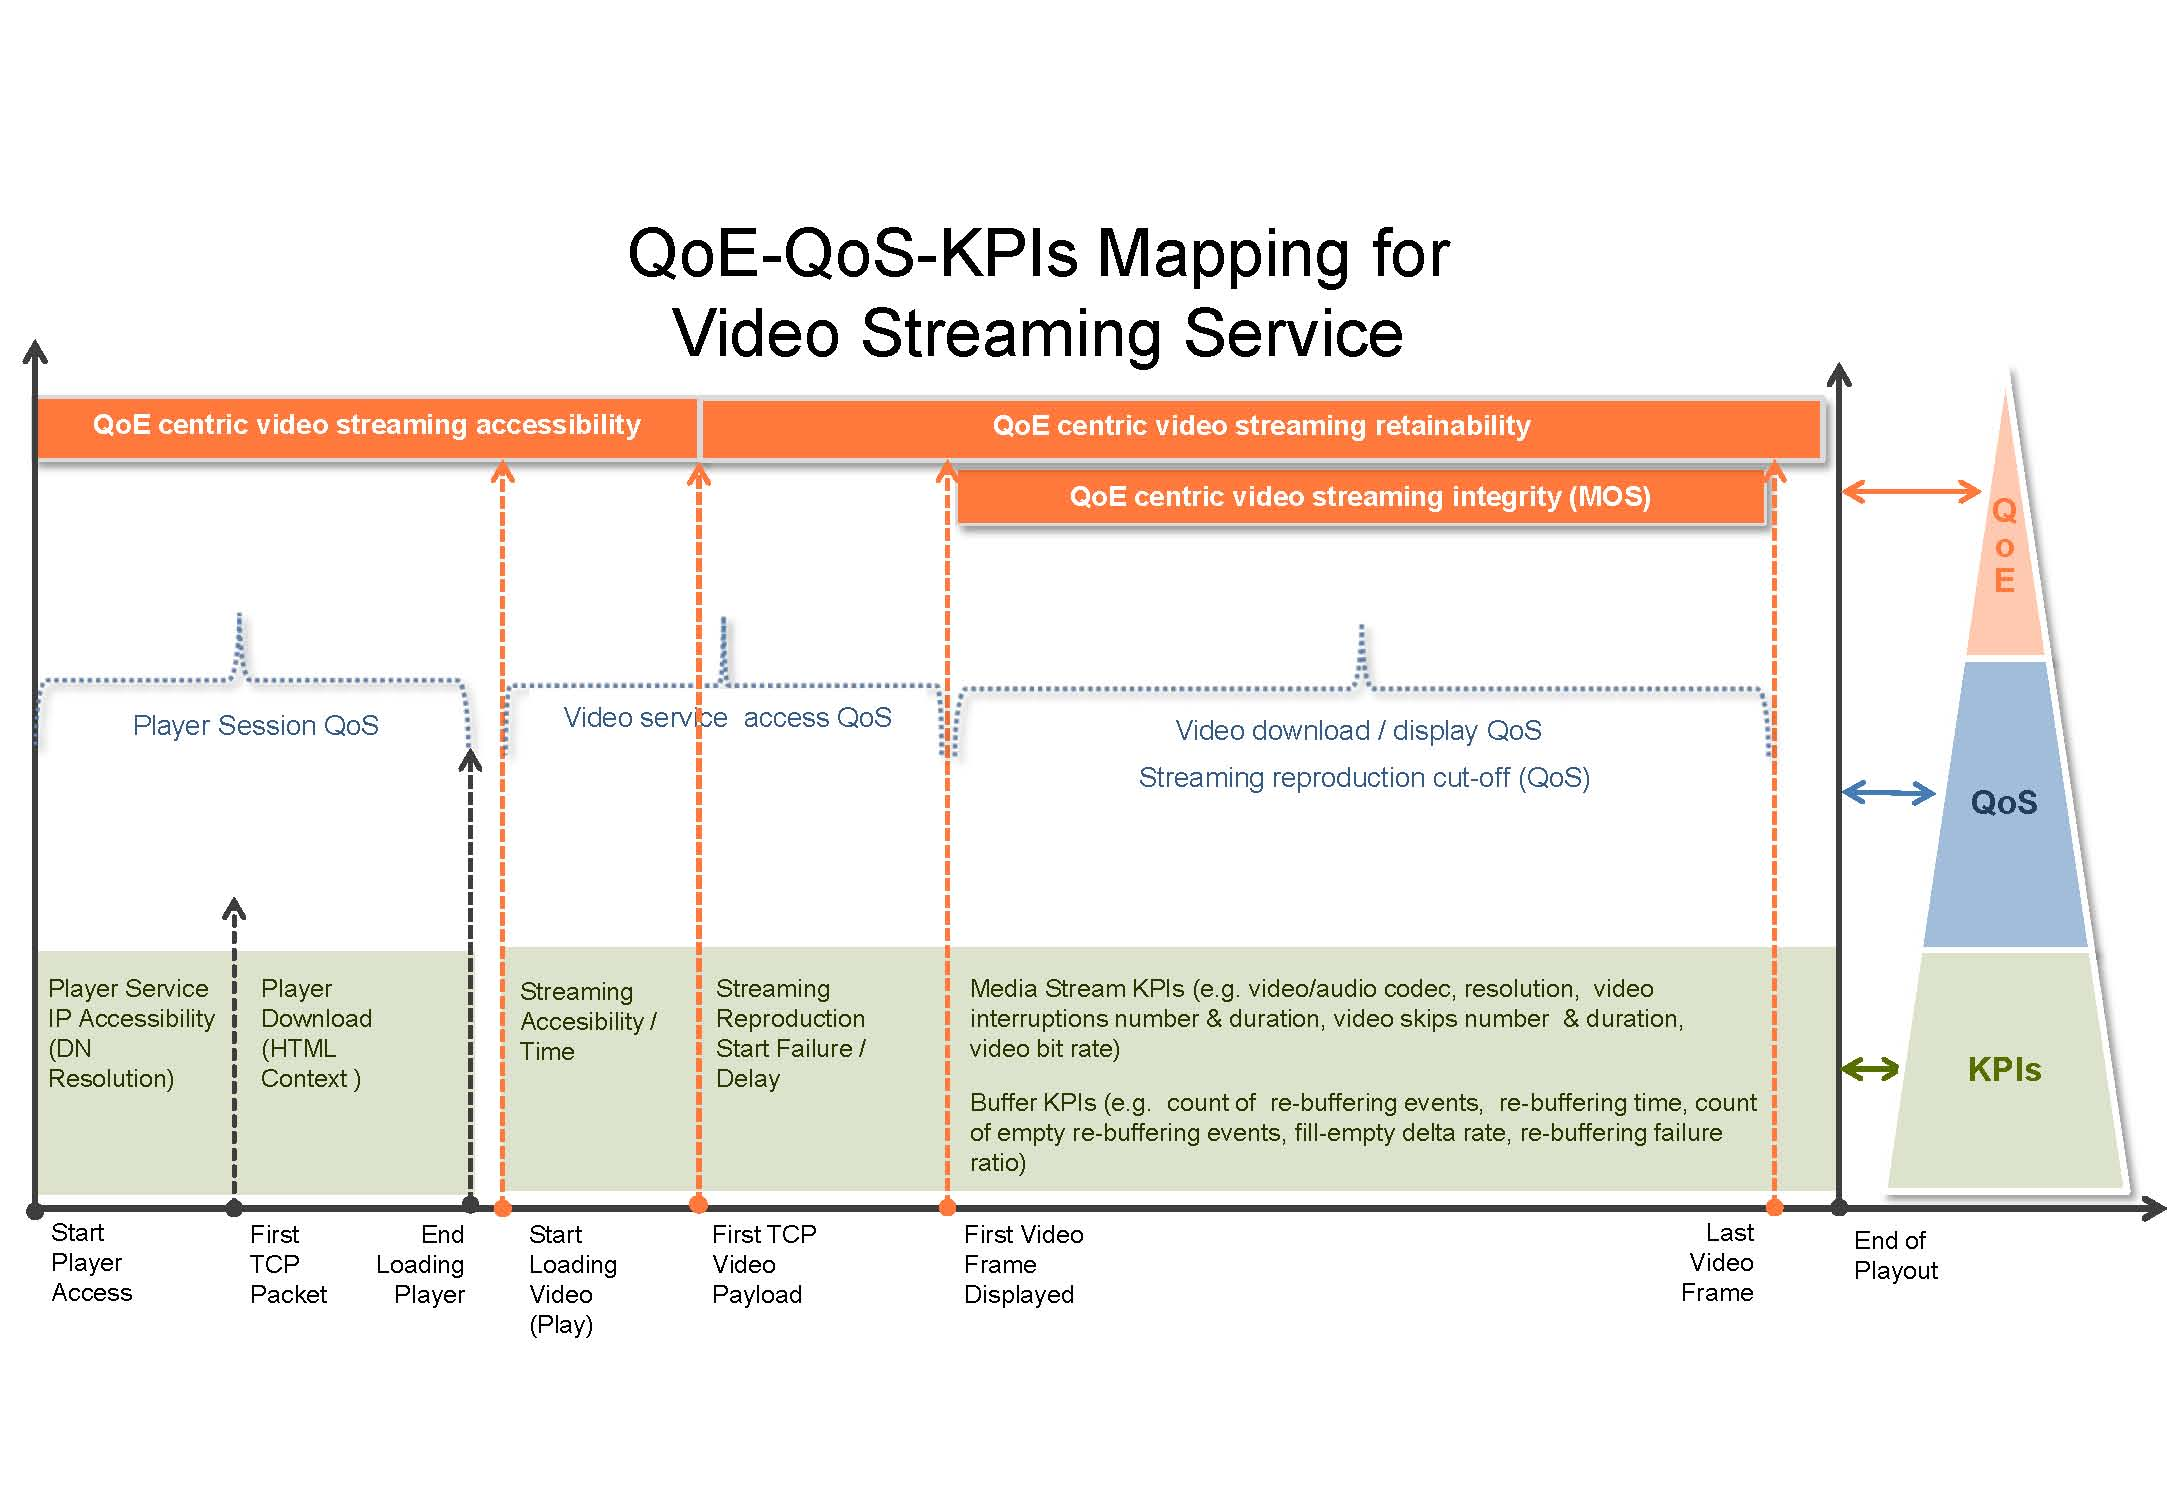 QoE-QoS-KPIs Mapping for
Video Streaming Service
QoE centric video streaming accessibility
QoE centric video streaming retainability
QoE centric video streaming integrity (MOS)
Q
o
E
Player Session QoS
Video service access QoS
Video download / display QoS
Streaming reproduction cut-off (QoS)
QoS
Player Service
IP Accessibility
(DN
Resolution)
Player
Download
(HTML
Context )
Streaming
Accesibility /
Time
Streaming
Reproduction
Start Failure /
Delay
Media Stream KPIs (e.g. video/audio codec, resolution, video
interruptions number & duration, video skips number & duration,
video bit rate)
Buffer KPIs (e.g. count of re-buffering events, re-buffering time, count
of empty re-buffering events, fill-empty delta rate, re-buffering failure
ratio)
KPIs
Start
Player
Access
First
TCP
Packet
End
Loading
Player
Start
Loading
Video
(Play)
First TCP
Video
Payload
First Video
Frame
Displayed
Last
Video
Frame
End of
Playout